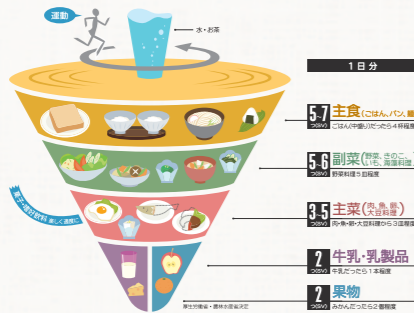 運動
水・お茶
1日分
5~7
つ(SV)
主食(ごはん、パン、麺
ごはん(中盛り)だったら4杯程度
5~6
つ(SV)
副菜(野菜、きのこ、
いも、海藻料理
野菜料理5皿程度
3~5
つ(SV)
主菜(肉、魚、卵、
大豆料理)
肉・魚・卵・大豆料理から3皿程度
菓子・嗜好飲料 楽しく適度に
2
つ(SV)
牛乳・乳製品
牛乳だったら1本程度
2
つ(SV)
果物
みかんだったら2個程度
厚生労働省・農林水産省決定